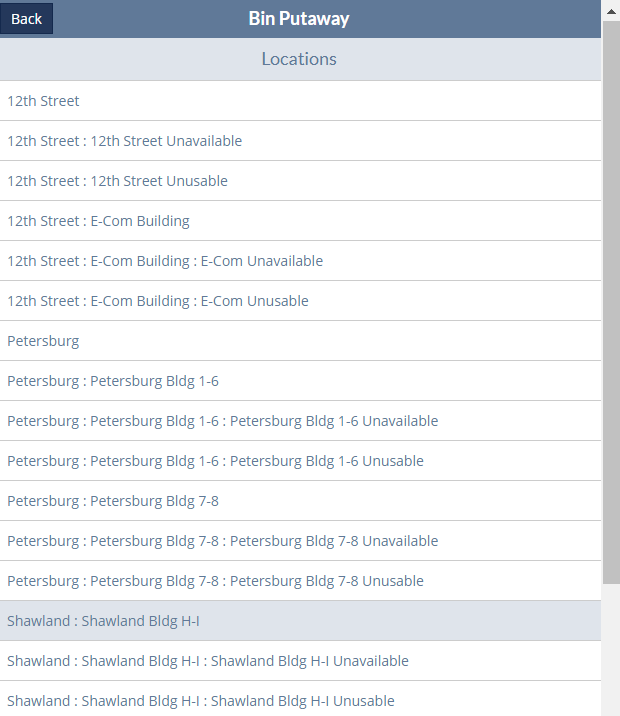 Back
Bin Putaway
Locations
12th Street
12th Street : 12th Street Unavailable
12th Street : 12th Street Unusable
12th Street : E-Com Building
12th Street : E-Com Building : E-Com Unavailable
12th Street : E-Com Building : E-Com Unusable
Petersburg
Petersburg : Petersburg Bldg 1-6
Petersburg : Petersburg Bldg 1-6 : Petersburg Bldg 1-6 Unavailable
Petersburg : Petersburg Bldg 1-6 : Petersburg Bldg 1-6 Unusable
Petersburg : Petersburg Bldg 7-8
Petersburg : Petersburg Bldg 7-8 : Petersburg Bldg 7-8 Unavailable
Petersburg : Petersburg Bldg 7-8 : Petersburg Bldg 7-8 Unusable
Shawland : Shawland Bldg H-I
Shawland : Shawland Bldg H-I : Shawland Bldg H-I Unavailable
Shawland : Shawland Bldg H-I : Shawland Bldg H-I Unusable